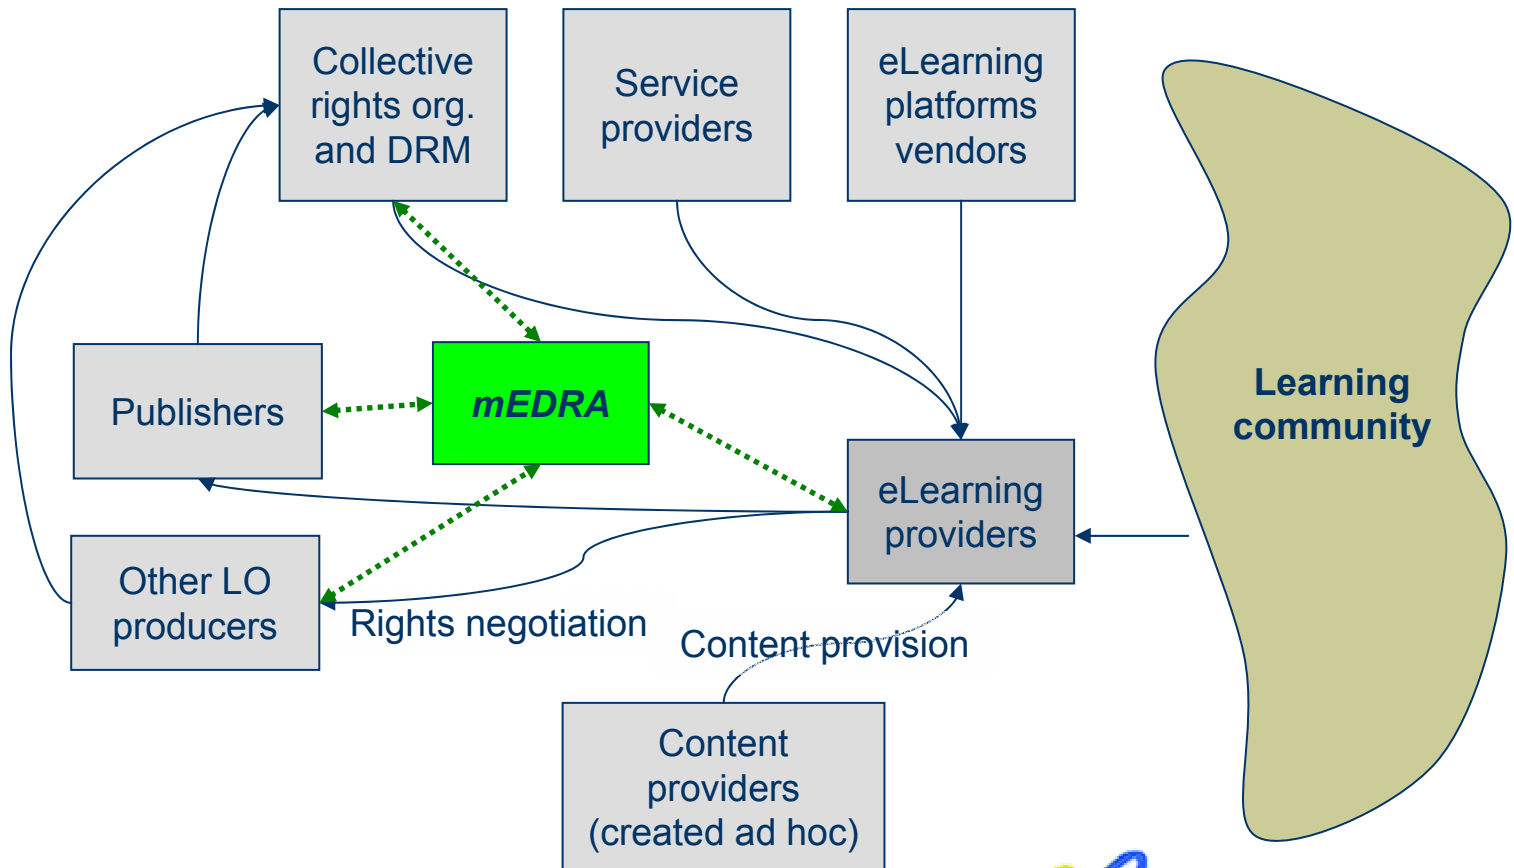 Collective
rights org.
and DRM
Service
providers
eLearning
platforms
vendors
Publishers
mEDRA
Learning
community
eLearning
providers
Other LO
producers
Rights negotiation
Content provision
Content
providers
(created ad hoc)